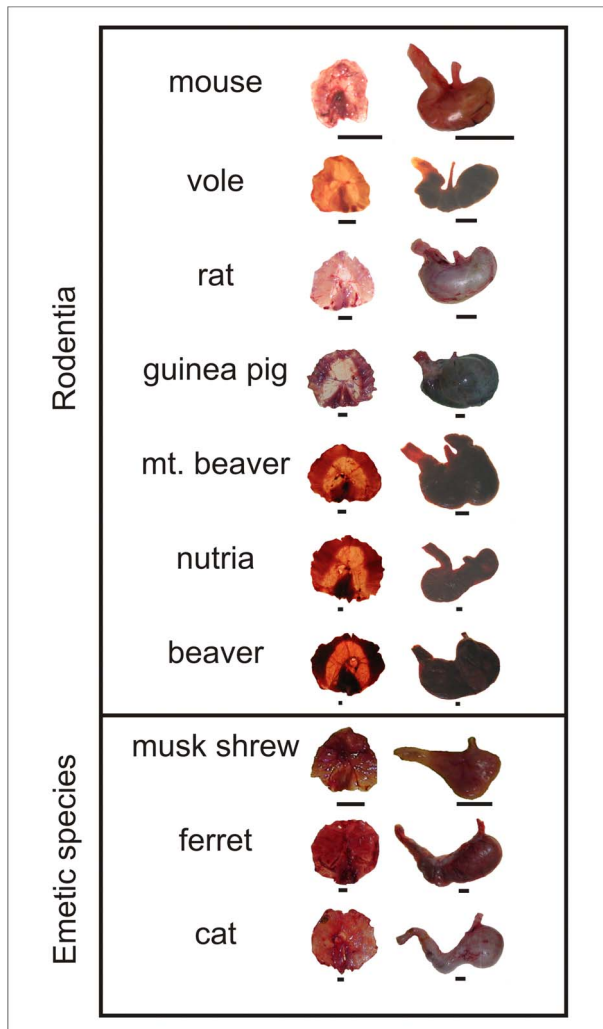 Rodentia
mouse
vole
rat
guinea pig
mt. beaver
nutria
beaver
Emetic species
musk shrew
ferret
cat